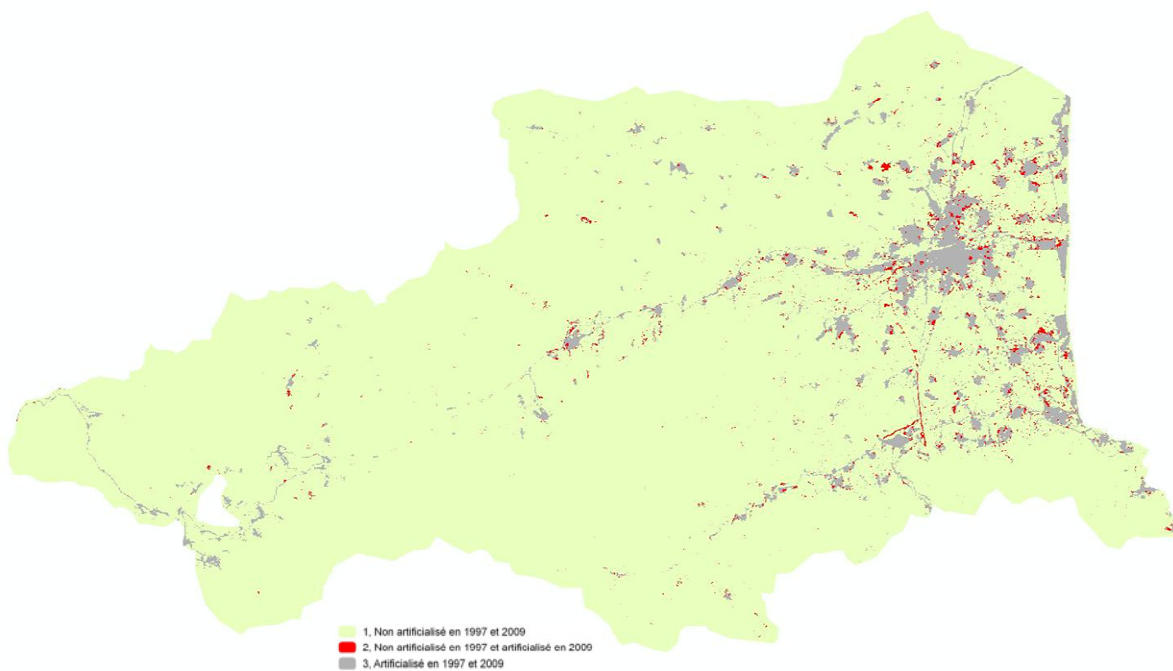 1, Non artificialisé en 1997 et 2009
2, Non artificialisé en 1997 et artificialisé en 2009
3, Artificialisé en 1997 et 2009